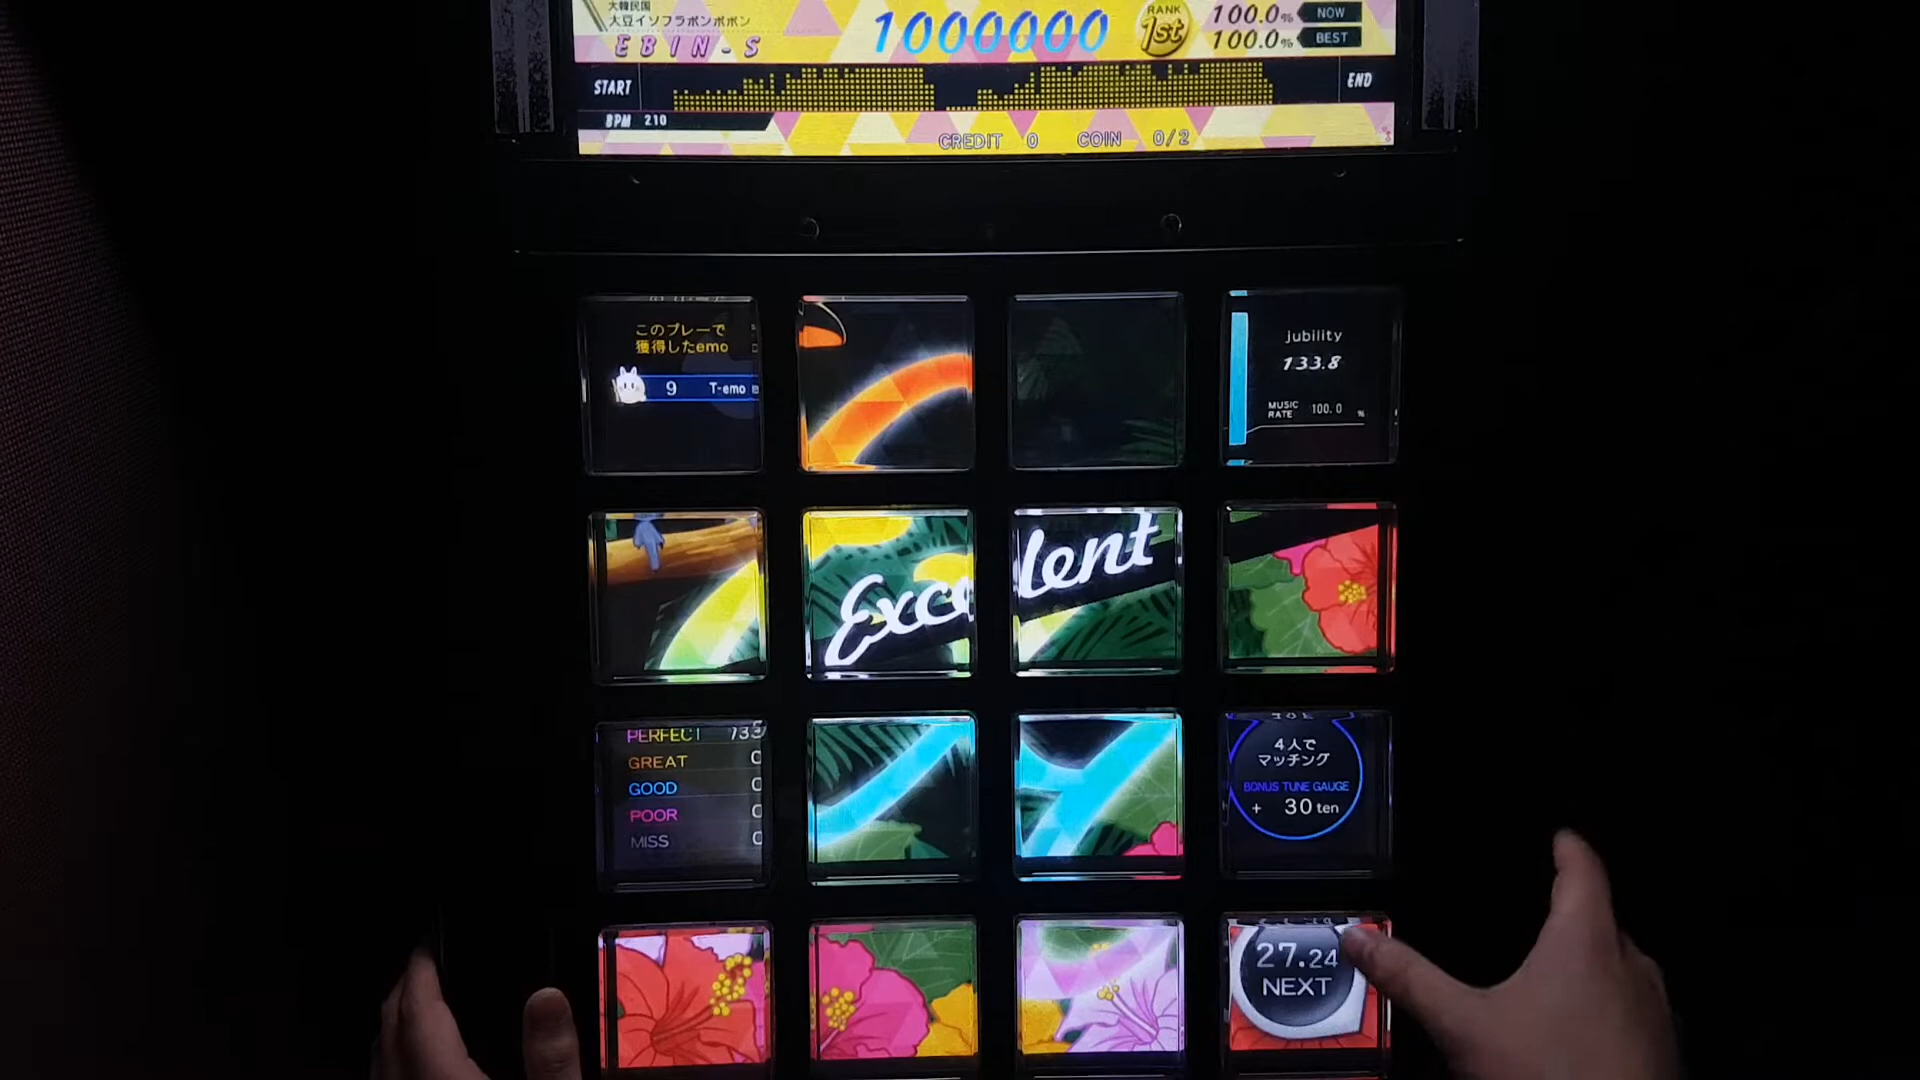 大韓民国
大豆イソフラボンボボン
EBIN-S
1000000
RANK
1st
100.0% NOW
100.0% BEST
START
END
BPM 210
CREDIT 0 COIN 0/2
このプレーで
獲得したemo
9 T-emo
jubility
133.8
MUSIC RATE 100.0 %
Exce
lent
PERFECT 733
GREAT 0
GOOD 0
POOR 0
MISS 0
4人で
マッチング
BONUS TUNE GAUGE
+ 30 ten
27.24
NEXT